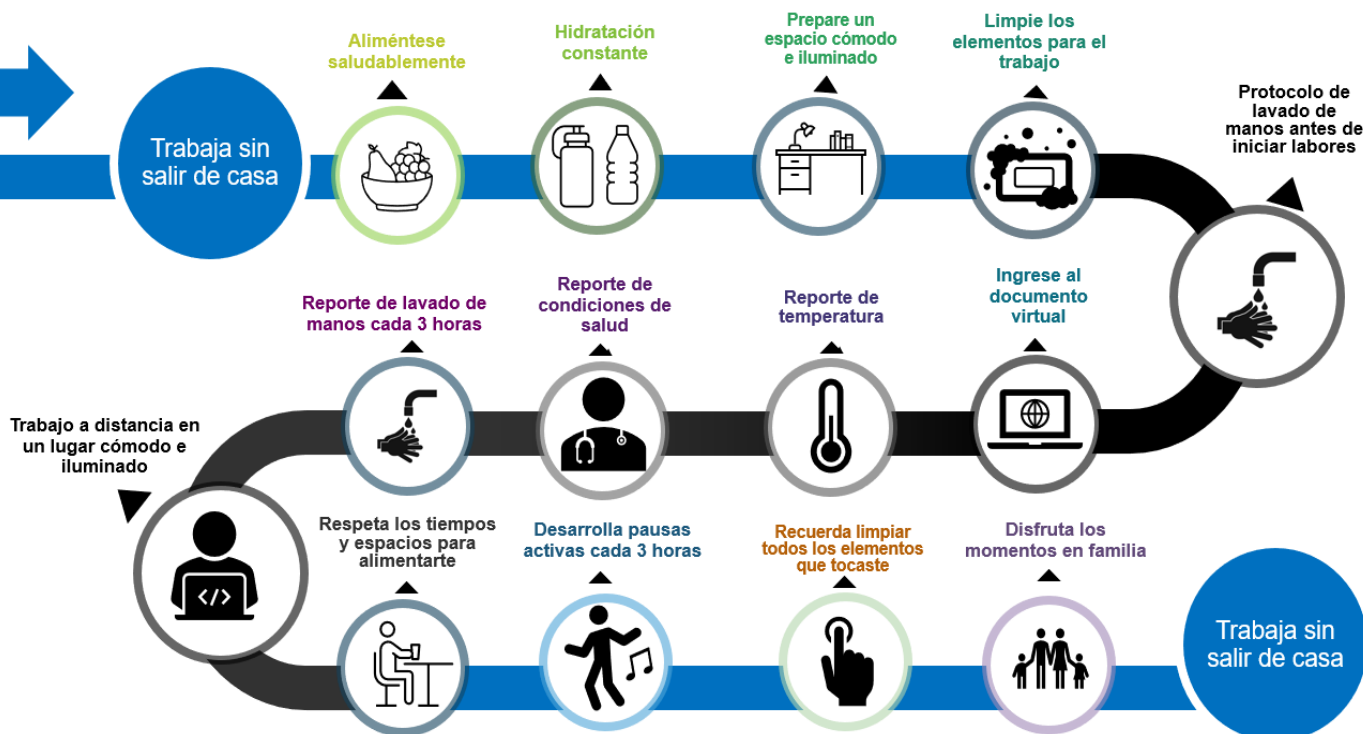 Trabaja sin
salir de casa
Aliméntese
saludablemente
Hidratación
constante
Prepare un
espacio cómodo
e iluminado
Limpie los
elementos para el
trabajo
Protocolo de
lavado de
manos antes de
iniciar labores
Ingrese al
documento
virtual
Reporte de
temperatura
Reporte de
condiciones de
salud
Reporte de lavado de
manos cada 3 horas
Trabajo a distancia en
un lugar cómodo e
iluminado
</>
Respeta los tiempos
y espacios para
alimentarte
Desarrolla pausas
activas cada 3 horas
Recuerda limpiar
todos los elementos
que tocaste
Disfruta los
momentos en familia
Trabaja sin
salir de casa